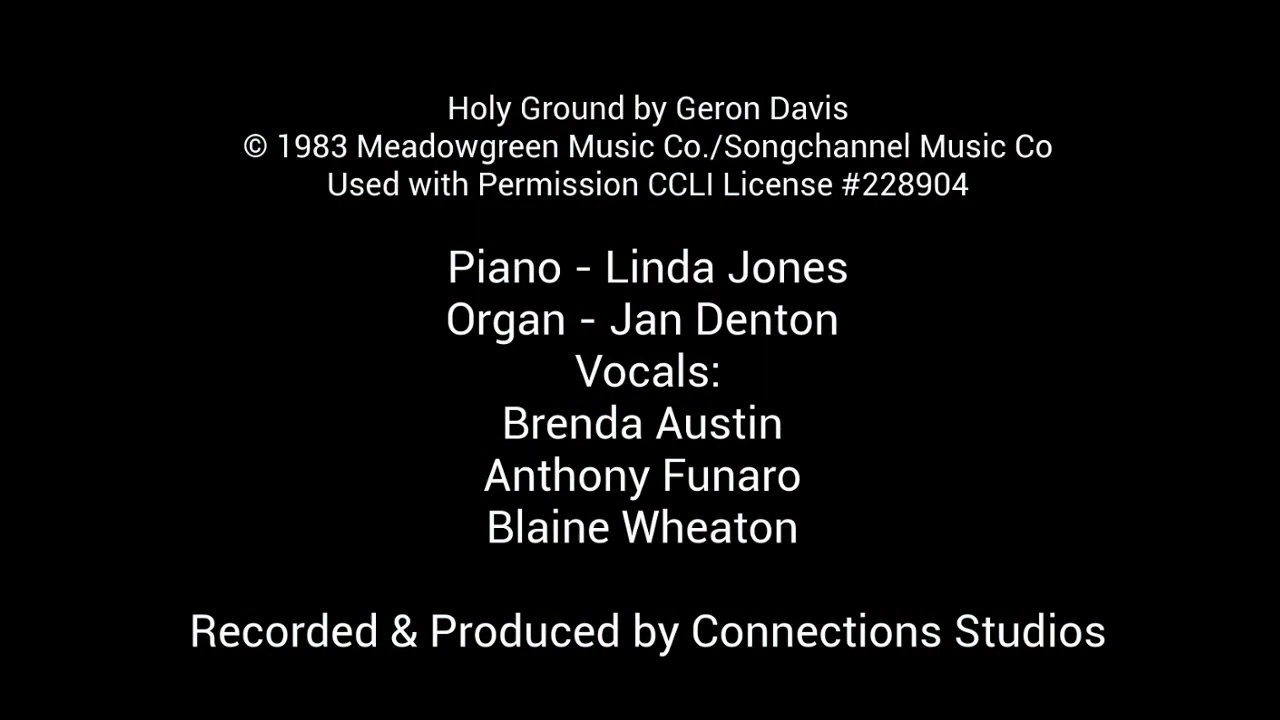 Holy Ground by Geron Davis
© 1983 Meadowgreen Music Co./Songchannel Music Co
Used with Permission CCLI License #228904
Piano - Linda Jones
Organ - Jan Denton
Vocals:
Brenda Austin
Anthony Funaro
Blaine Wheaton
Recorded & Produced by Connections Studios